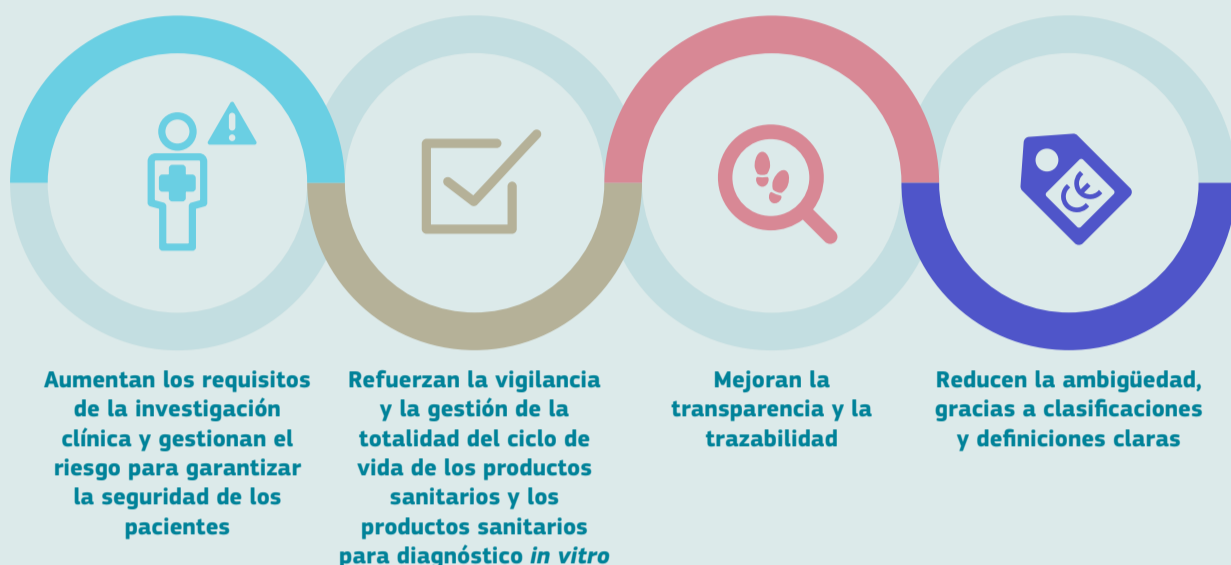 CE
Aumentan los requisitos
de la investigación
clínica y gestionan el
riesgo para garantizar
la seguridad de los
pacientes
Refuerzan la vigilancia
y la gestión de la
totalidad del ciclo de
vida de los productos
sanitarios y los
productos sanitarios
para diagnóstico in vitro
Mejoran la
transparencia y la
trazabilidad
Reducen la ambigüedad,
gracias a clasificaciones
y definiciones claras